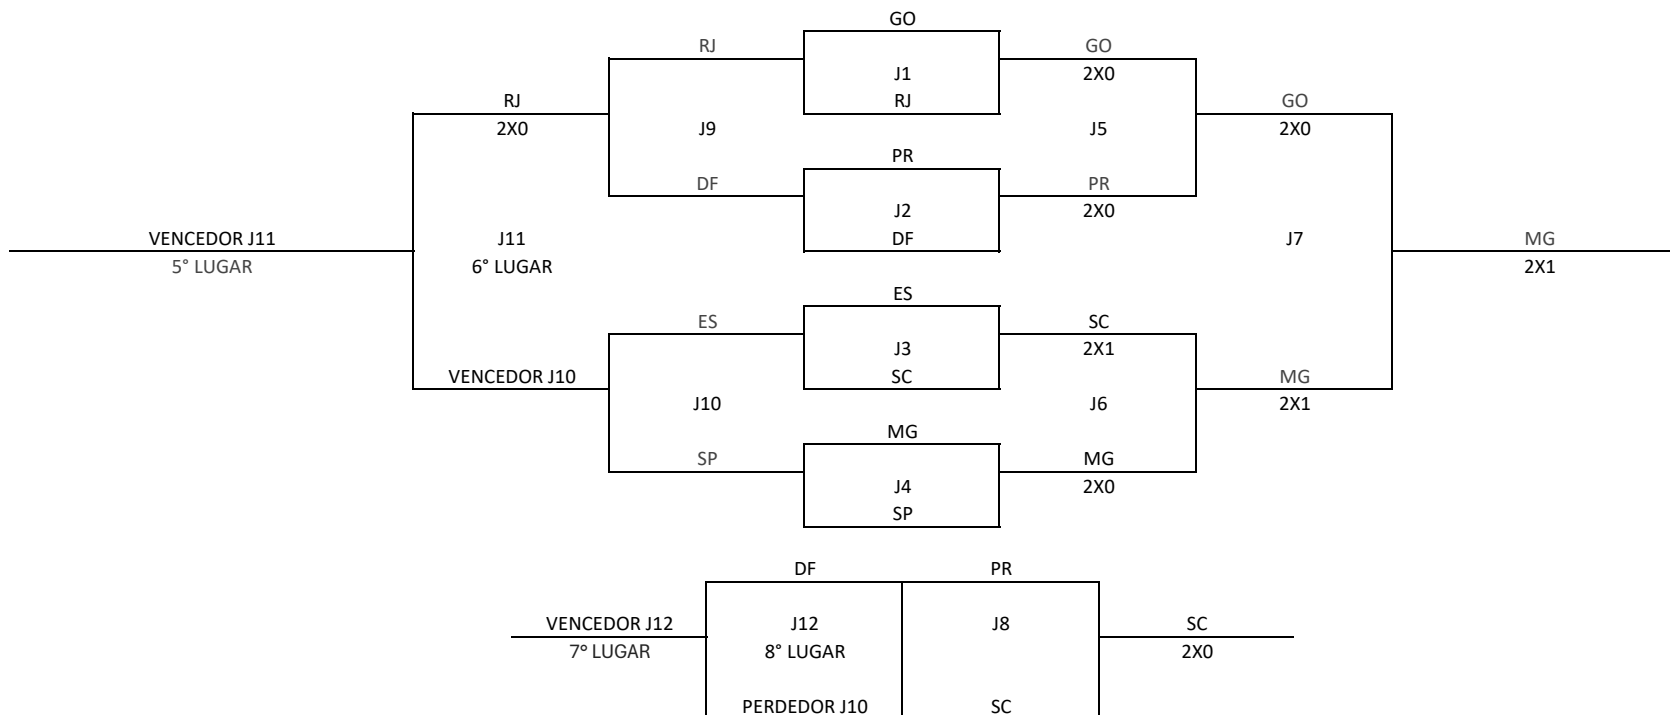 GO
RJ GO
J1 2X0
RJ RJ GO
2X0 J9 J5 2X0
PR
DF PR
J2 2X0
VENCEDOR J11 J11 DF J7 MG
5° LUGAR 6° LUGAR 2X1
ES
ES SC
J3 2X1
VENCEDOR J10 SC MG
J10 J6 2X1
MG
SP MG
J4 2X0
SP
DF PR
VENCEDOR J12 J12 J8 SC
7º LUGAR 8° LUGAR 2X0
PERDEDOR J10 SC